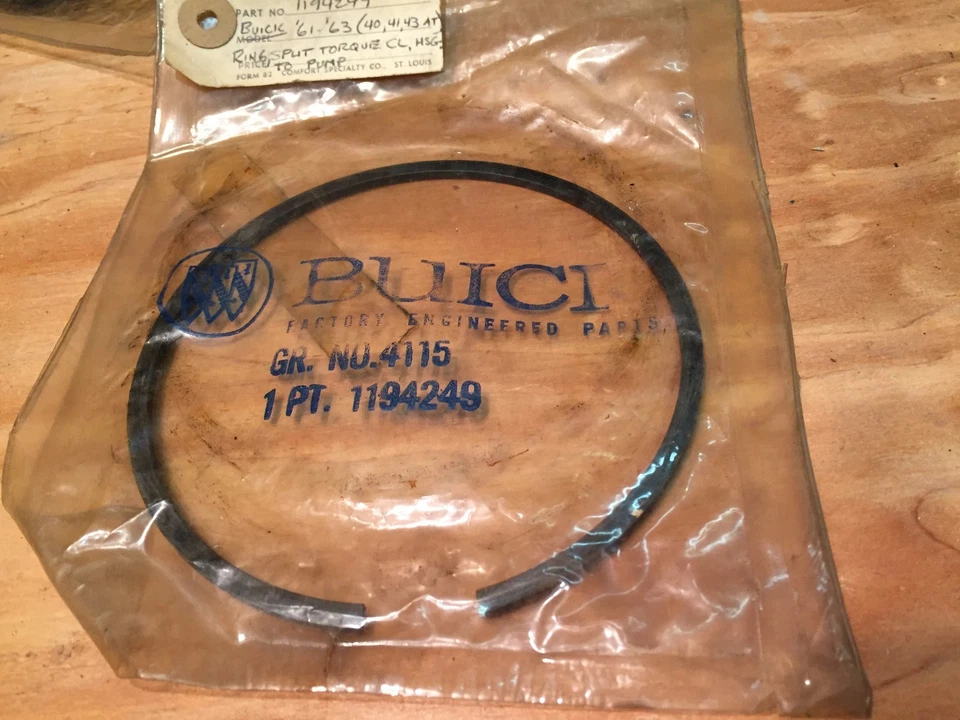 PART NO. 1194249
BUICK '61-'63 (40,41,43 AT)
MODEL
RING, SPLIT TORQUE CL, HSG.
PRICE TO PUMP
FORM 82 COMFORT SPECIALTY CO., ST. LOUIS
BUICK
FACTORY ENGINEERED PARTS
GR. NO.4115
1 PT. 1194249